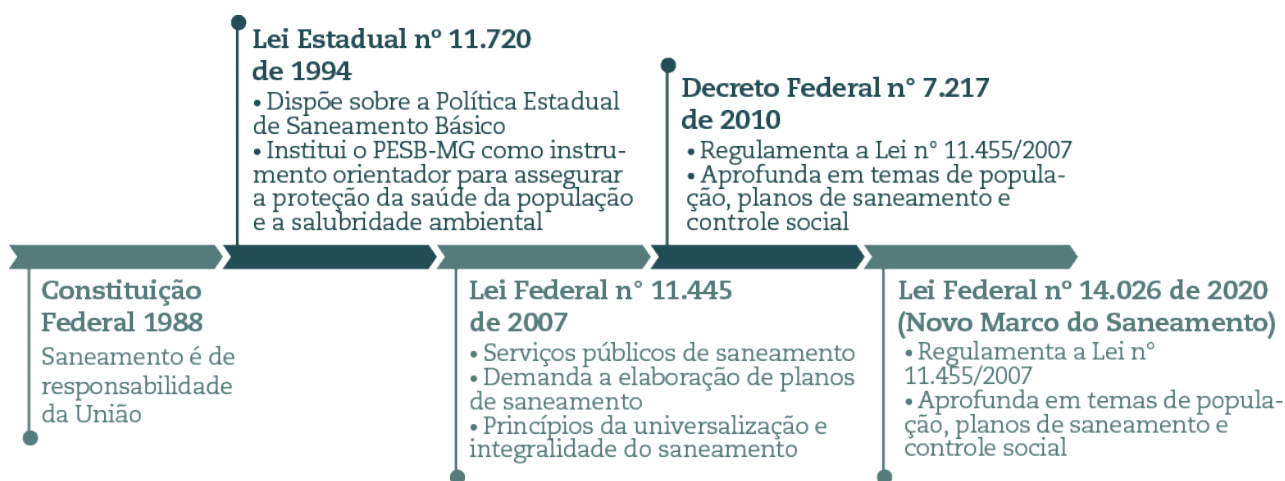 Lei Estadual nº 11.720
de 1994
• Dispõe sobre a Política Estadual
de Saneamento Básico
• Institui o PESB-MG como instru-
mento orientador para assegurar
a proteção da saúde da população
e a salubridade ambiental
Decreto Federal n° 7.217
de 2010
• Regulamenta a Lei n° 11.455/2007
• Aprofunda em temas de popula-
ção, planos de saneamento e
controle social
Constituição
Federal 1988
Saneamento é de
responsabilidade
da União
Lei Federal n° 11.445
de 2007
• Serviços públicos de saneamento
• Demanda a elaboração de planos
de saneamento
• Princípios da universalização e
integralidade do saneamento
Lei Federal nº 14.026 de 2020
(Novo Marco do Saneamento)
• Regulamenta a Lei n°
11.455/2007
• Aprofunda em temas de popula-
ção, planos de saneamento e
controle social